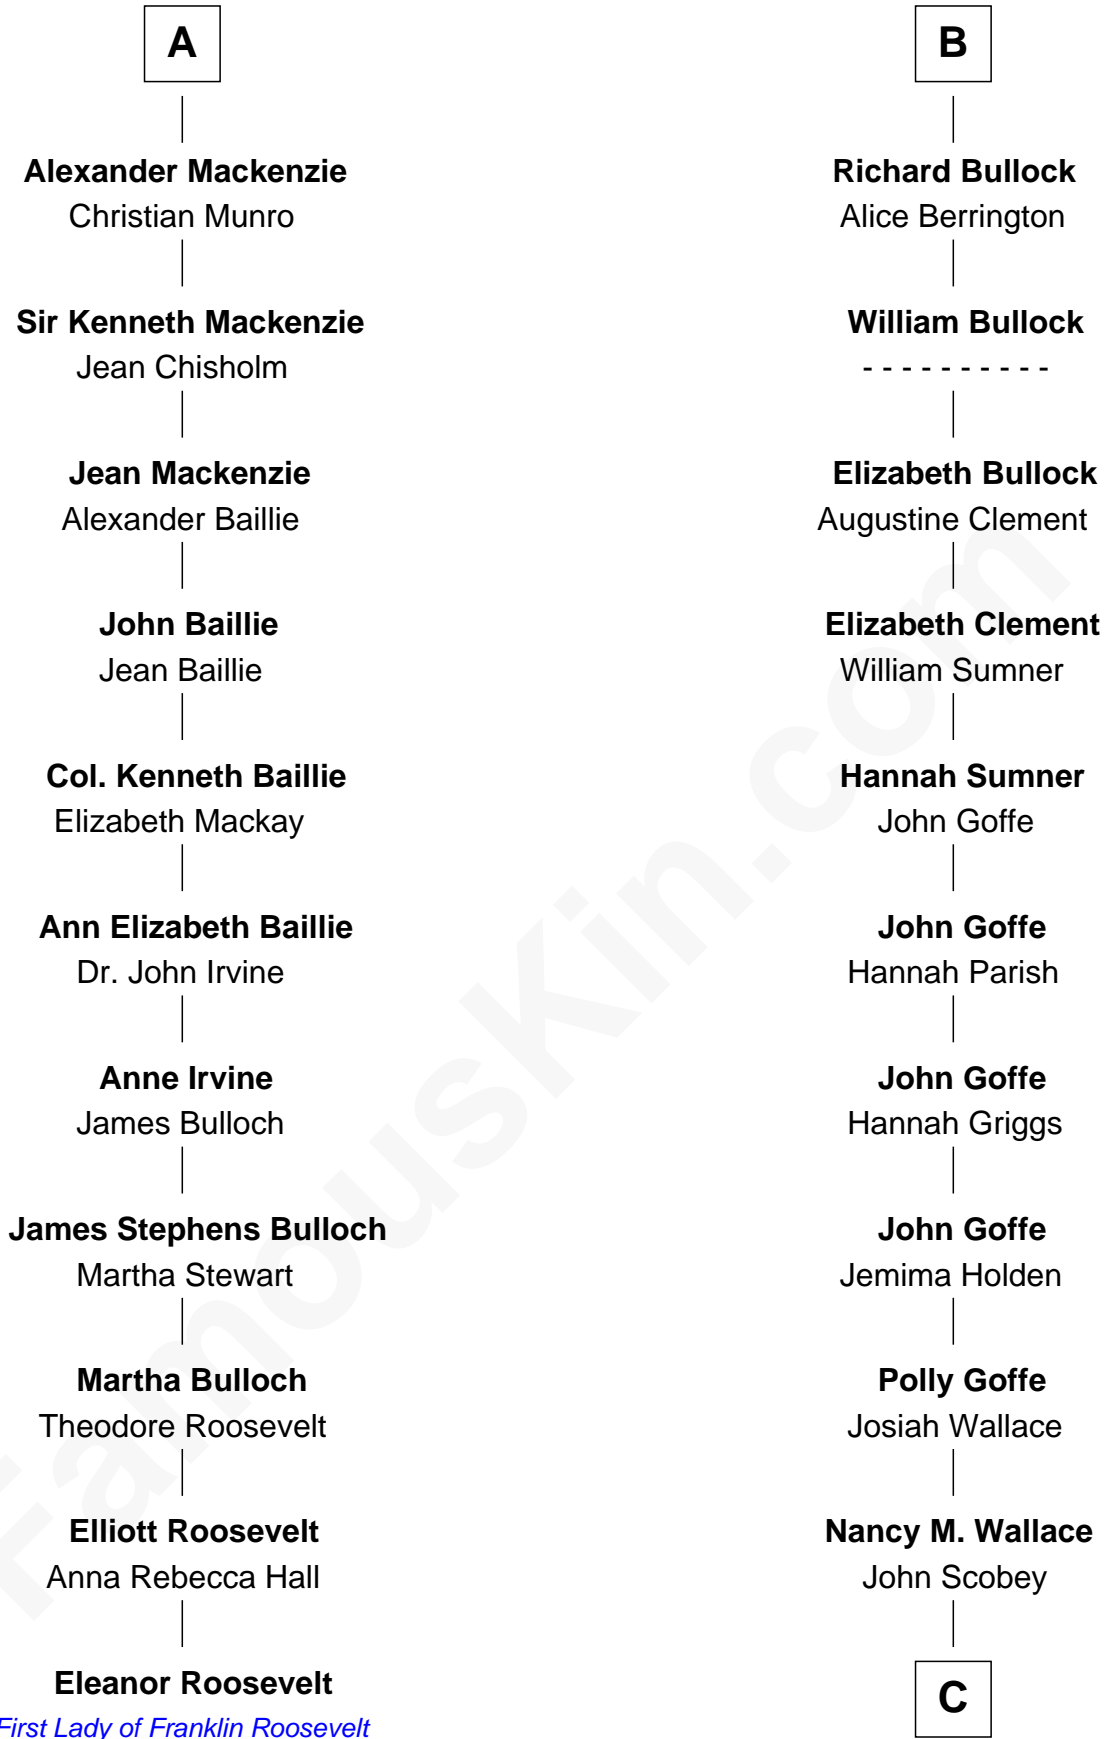 A
Alexander Mackenzie
Christian Munro
Sir Kenneth Mackenzie
Jean Chisholm
Jean Mackenzie
Alexander Baillie
John Baillie
Jean Baillie
Col. Kenneth Baillie
Elizabeth Mackay
Ann Elizabeth Baillie
Dr. John Irvine
Anne Irvine
James Bulloch
James Stephens Bulloch
Martha Stewart
Martha Bulloch
Theodore Roosevelt
Elliott Roosevelt
Anna Rebecca Hall
Eleanor Roosevelt
First Lady of Franklin Roosevelt
B
Richard Bullock
Alice Berrington
William Bullock
- - - - - - - - - -
Elizabeth Bullock
Augustine Clement
Elizabeth Clement
William Sumner
Hannah Sumner
John Goffe
John Goffe
Hannah Parish
John Goffe
Hannah Griggs
John Goffe
Jemima Holden
Polly Goffe
Josiah Wallace
Nancy M. Wallace
John Scobey
C
FamousKin.com